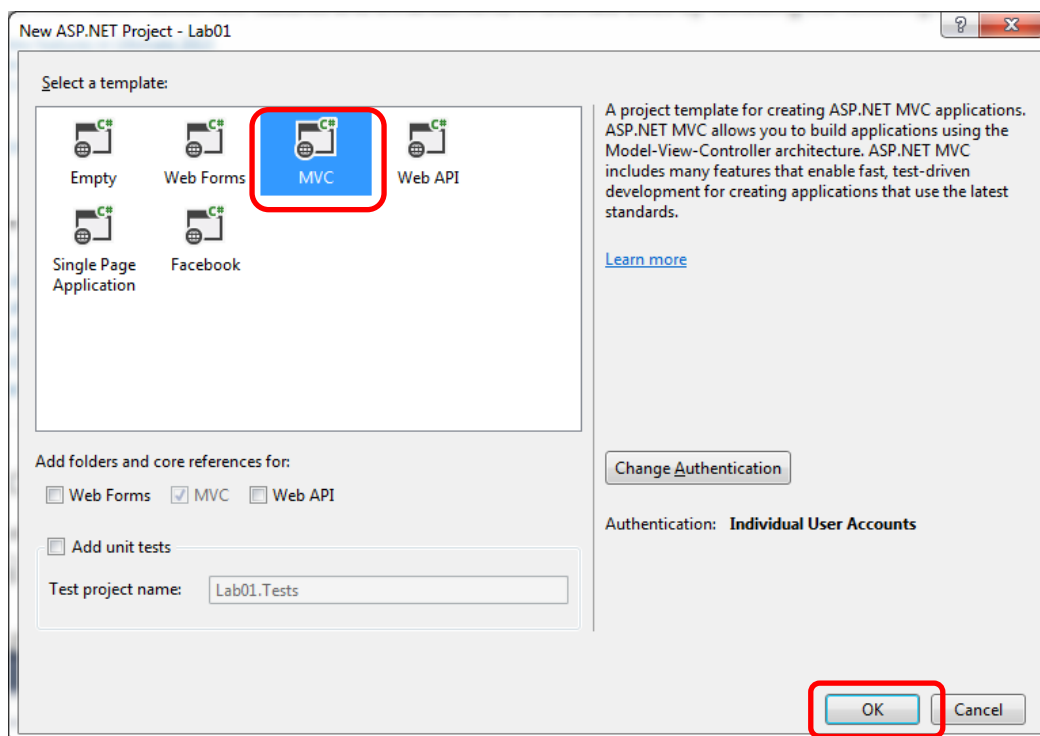 New ASP.NET Project - Lab01
Select a template:
Empty
Web Forms
MVC
Web API
Single Page
Application
Facebook
A project template for creating ASP.NET MVC applications.
ASP.NET MVC allows you to build applications using the
Model-View-Controller architecture. ASP.NET MVC
includes many features that enable fast, test-driven
development for creating applications that use the latest
standards.
Learn more
Add folders and core references for:
Web Forms MVC Web API
Add unit tests
Test project name: Lab01.Tests
Change Authentication
Authentication: Individual User Accounts
OK Cancel